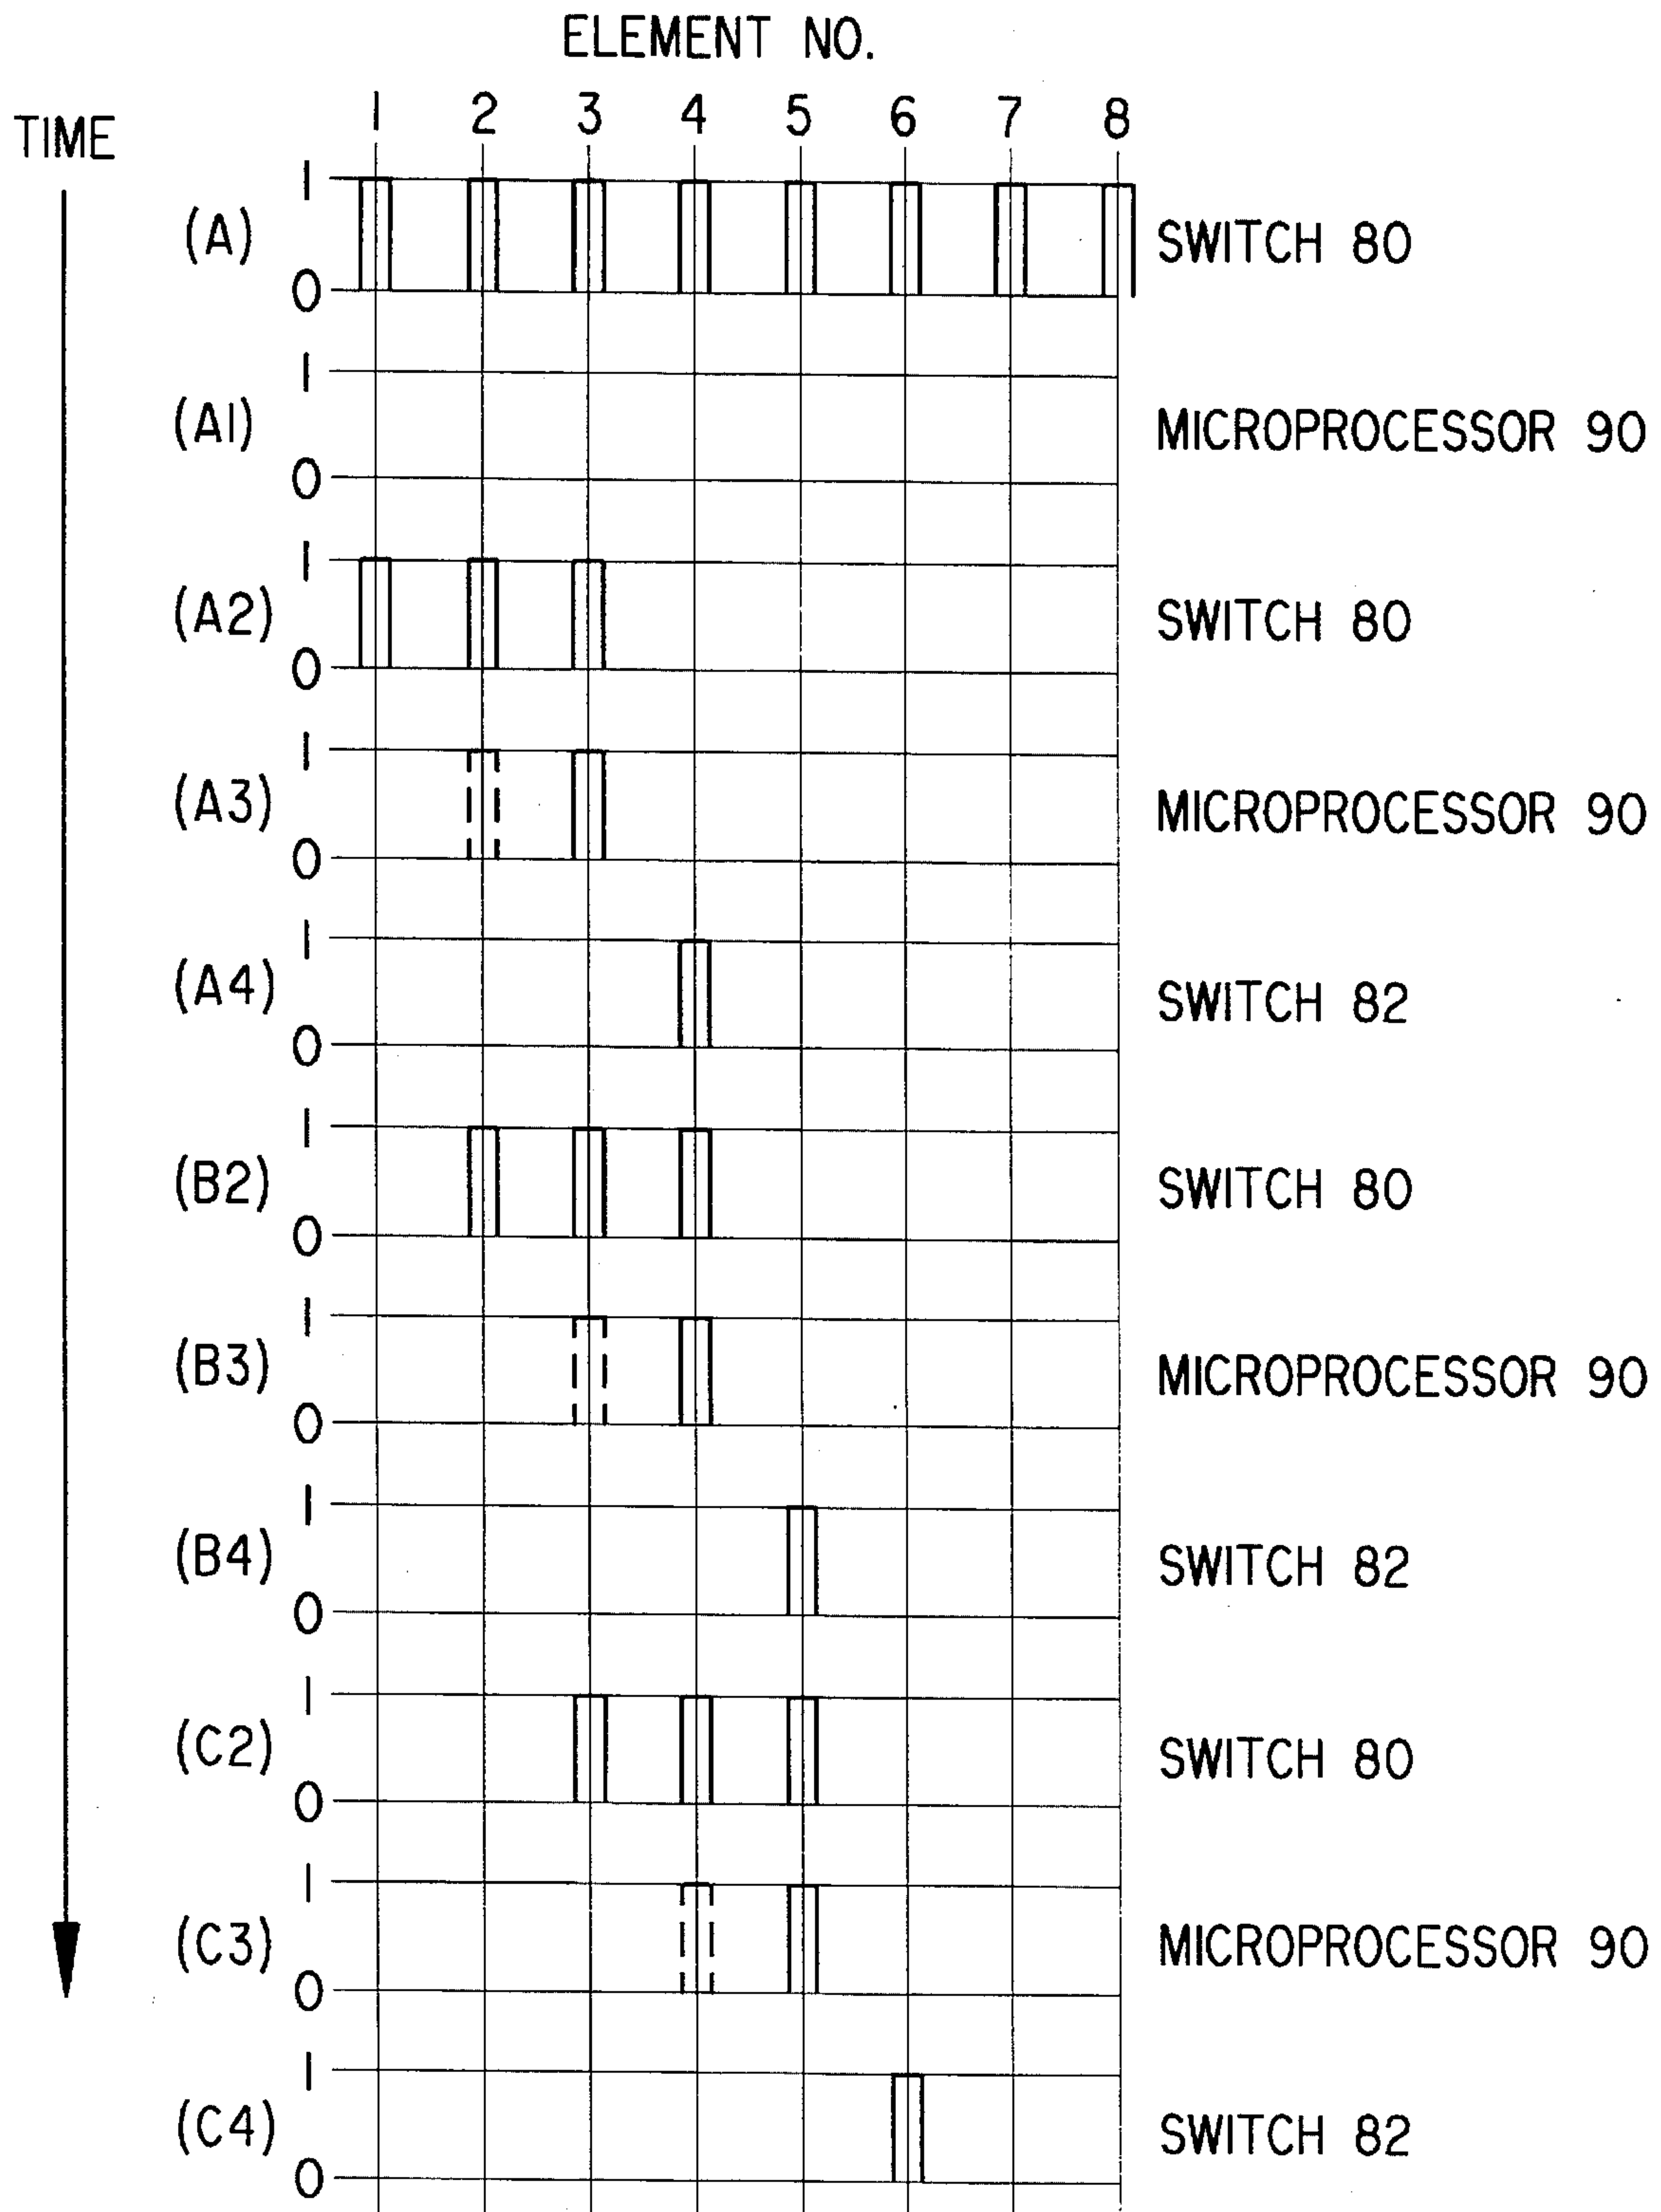 ELEMENT NO.
TIME
1 2 3 4 5 6 7 8
1
(A) SWITCH 80
0
1
(A1) MICROPROCESSOR 90
0
1
(A2) SWITCH 80
0
1
(A3) MICROPROCESSOR 90
0
1
(A4) SWITCH 82
0
1
(B2) SWITCH 80
0
1
(B3) MICROPROCESSOR 90
0
1
(B4) SWITCH 82
0
1
(C2) SWITCH 80
0
1
(C3) MICROPROCESSOR 90
0
1
(C4) SWITCH 82
0